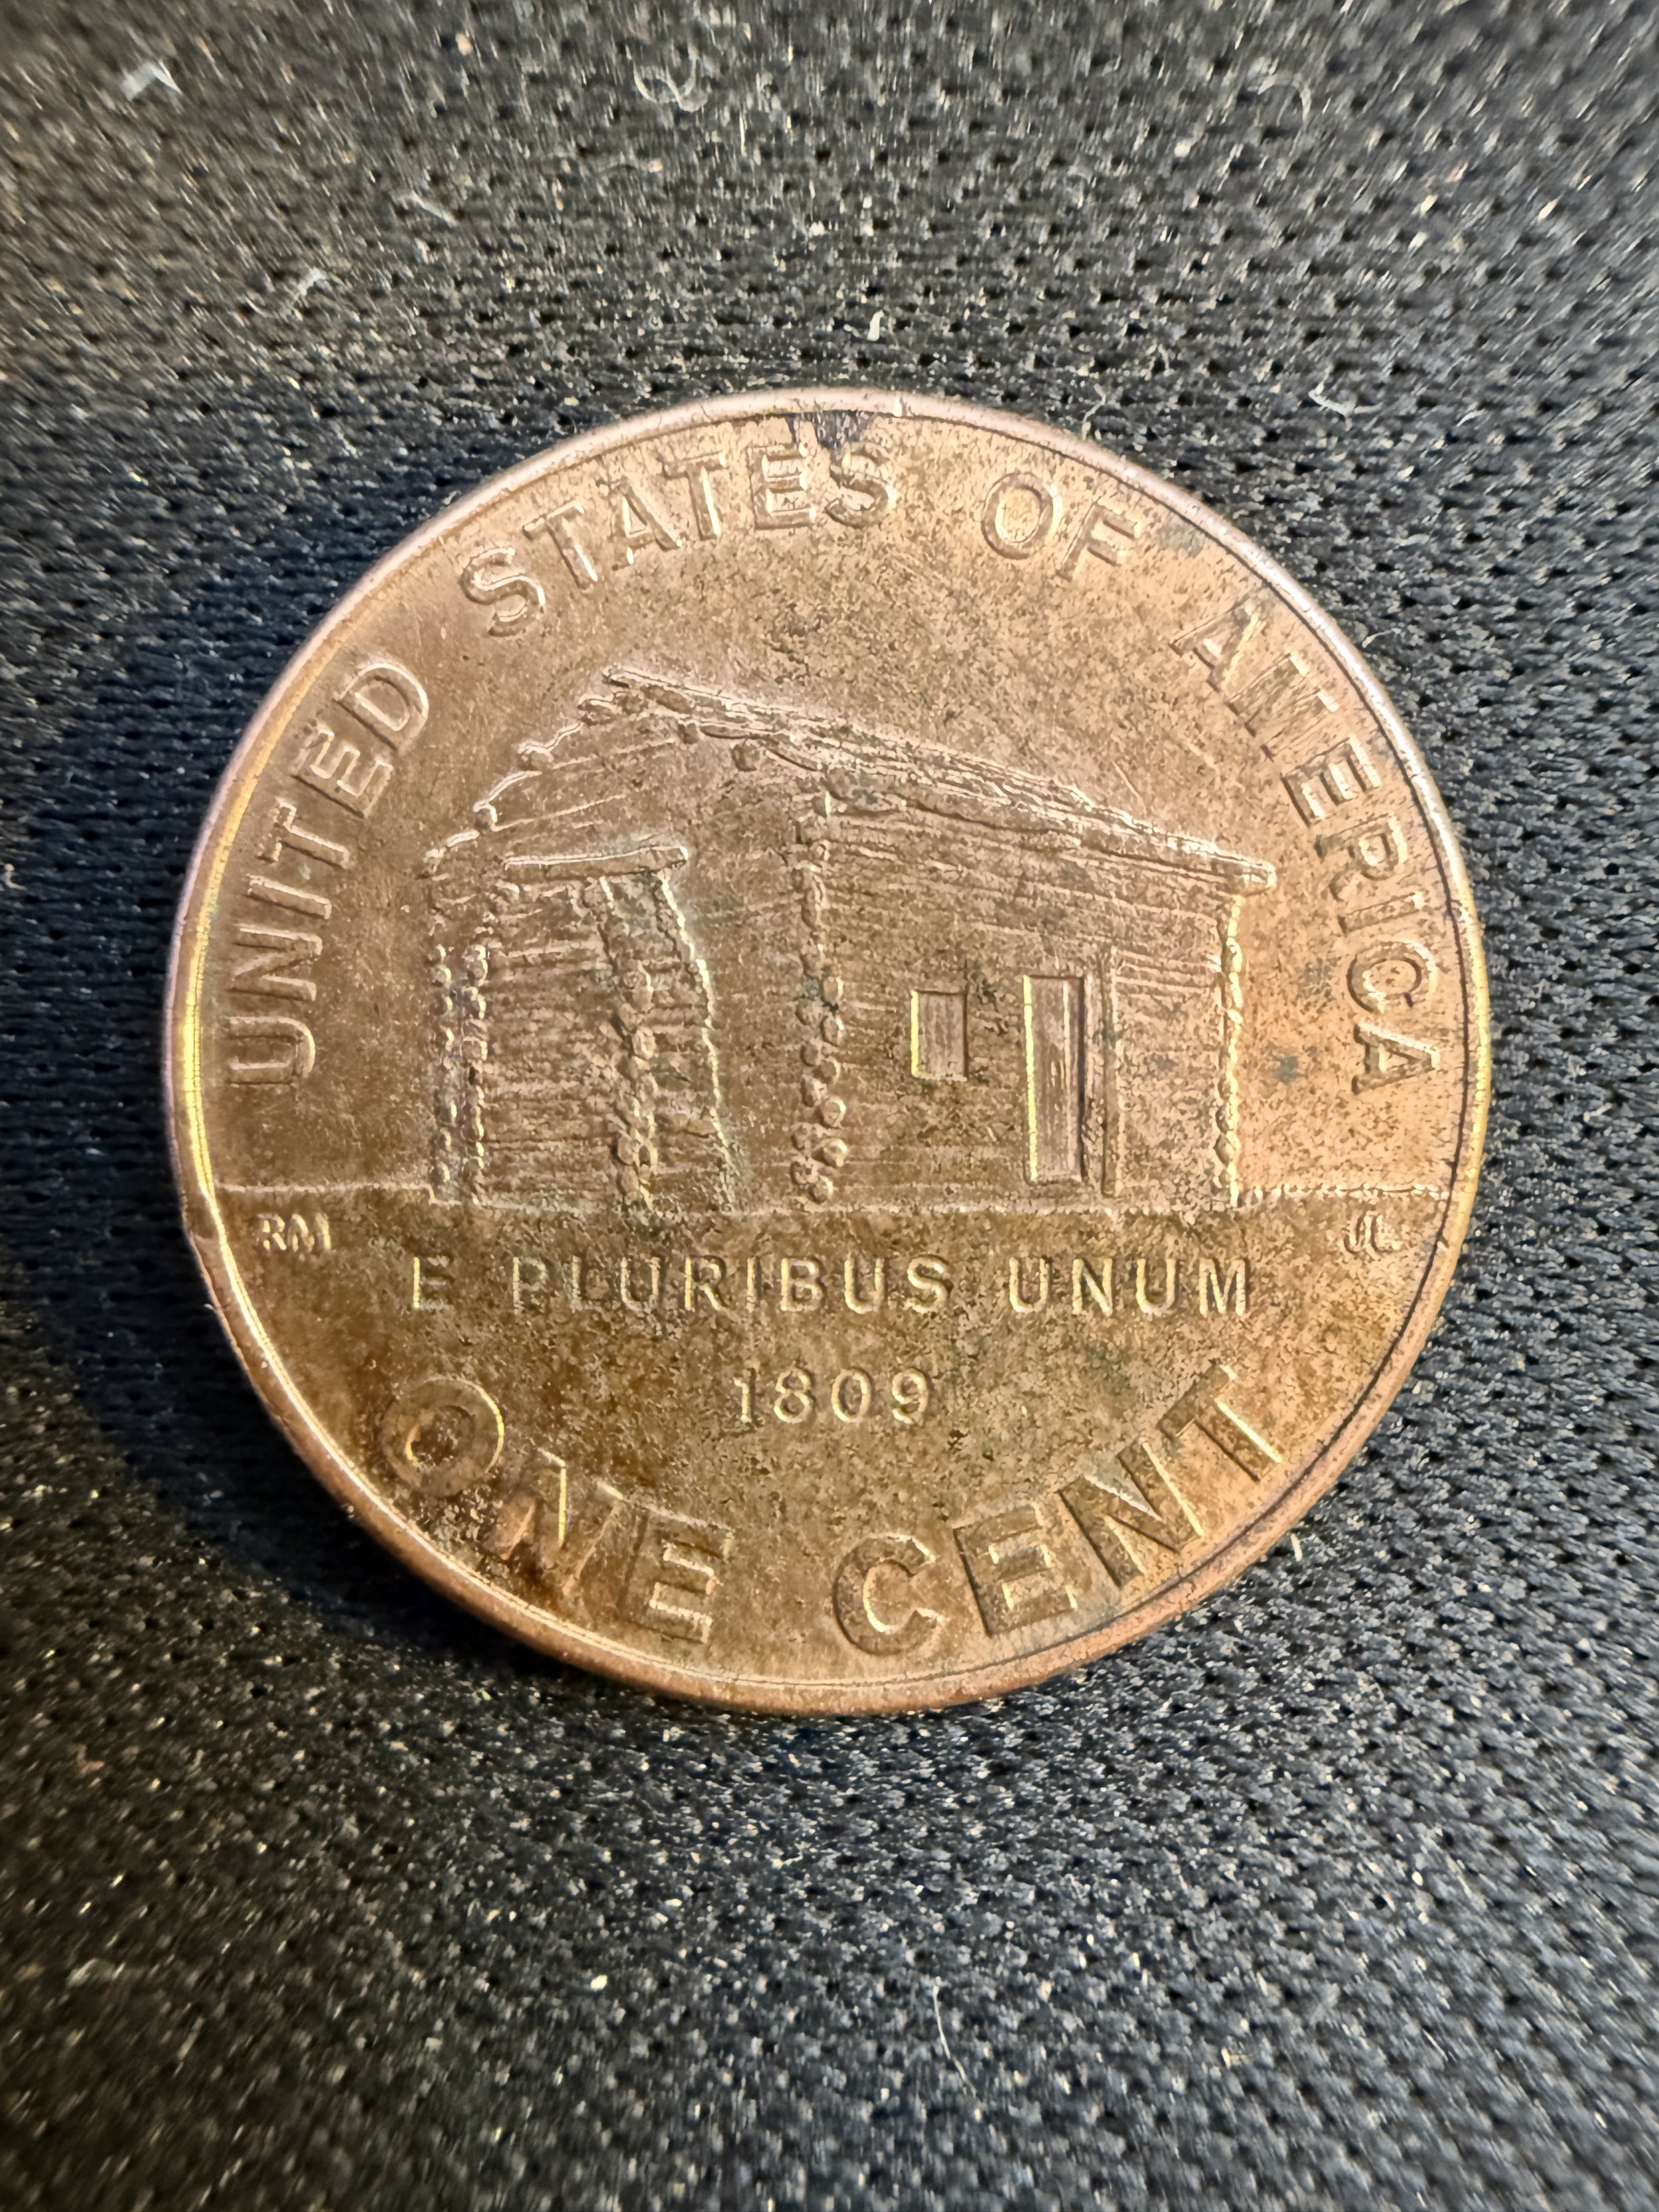 UNITED STATES OF AMERICA
RM JL
E PLURIBUS UNUM
1809
ONE CENT